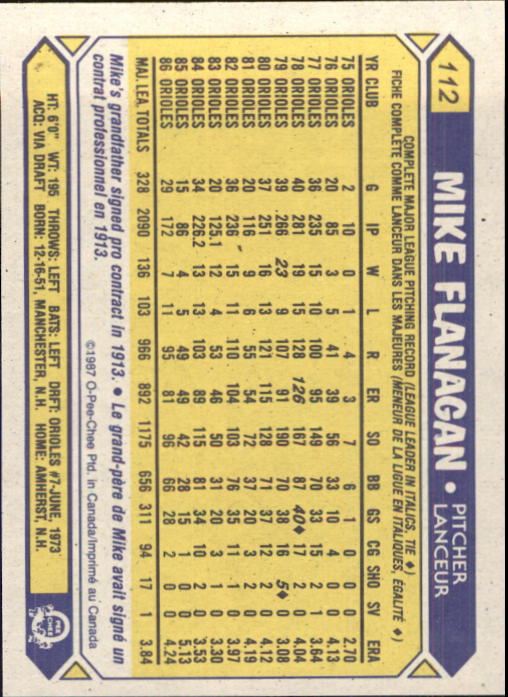 112
MIKE FLANAGAN • PITCHER
LANCEUR
COMPLETE MAJOR LEAGUE PITCHING RECORD (LEAGUE LEADER IN ITALICS, TIE ♦)
FICHE COMPLÈTE COMME LANCEUR DANS LES MAJEURES (MENEUR DE LA LIGUE EN ITALIQUES, ÉGALITÉ ♦)
YR CLUB G IP W L R ER SO BB GS CG SHO SV ERA
75 ORIOLES 2 10 0 1 4 3 7 6 1 0 0 0 2.70
76 ORIOLES 20 85 3 5 41 39 56 33 10 4 0 1 4.13
77 ORIOLES 36 235 15 10 100 95 149 70 33 15 2 1 3.64
78 ORIOLES 40 281 19 15 128 126 167 87 40♦ 17 2 0 4.04
79 ORIOLES 39 266 23 9 107 91 190 70 38 16 5♦ 0 3.08
80 ORIOLES 37 251 16 13 121 115 128 71 37 12 2 0 4.12
81 ORIOLES 20 116 9 6 55 54 72 37 20 3 2 0 4.19
82 ORIOLES 36 236 15 11 110 104 103 76 35 11 1 0 3.97
83 ORIOLES 20 125.1 12 4 53 46 50 31 20 3 1 0 3.30
84 ORIOLES 34 226.2 13 13 103 89 115 81 34 10 2 0 3.53
85 ORIOLES 15 86 4 5 49 49 42 28 15 1 0 0 5.13
86 ORIOLES 29 172 7 11 95 81 96 66 28 2 0 0 4.24
MAJ. LEA. TOTALS 328 2090 136 103 966 892 1175 656 311 94 17 1 3.84
Mike's grandfather signed pro contract in 1913. • Le grand-père de Mike avait signé un
contrat professionnel en 1913.
©1987 O-Pee-Chee Ptd. in Canada/Imprimé au Canada
HT: 6'0" WT: 195 THROWS: LEFT BATS: LEFT DRFT: ORIOLES #7-JUNE, 1973
ACQ: VIA DRAFT BORN: 12-16-51, MANCHESTER, N.H. HOME: AMHERST, N.H.
O PEE CHEE